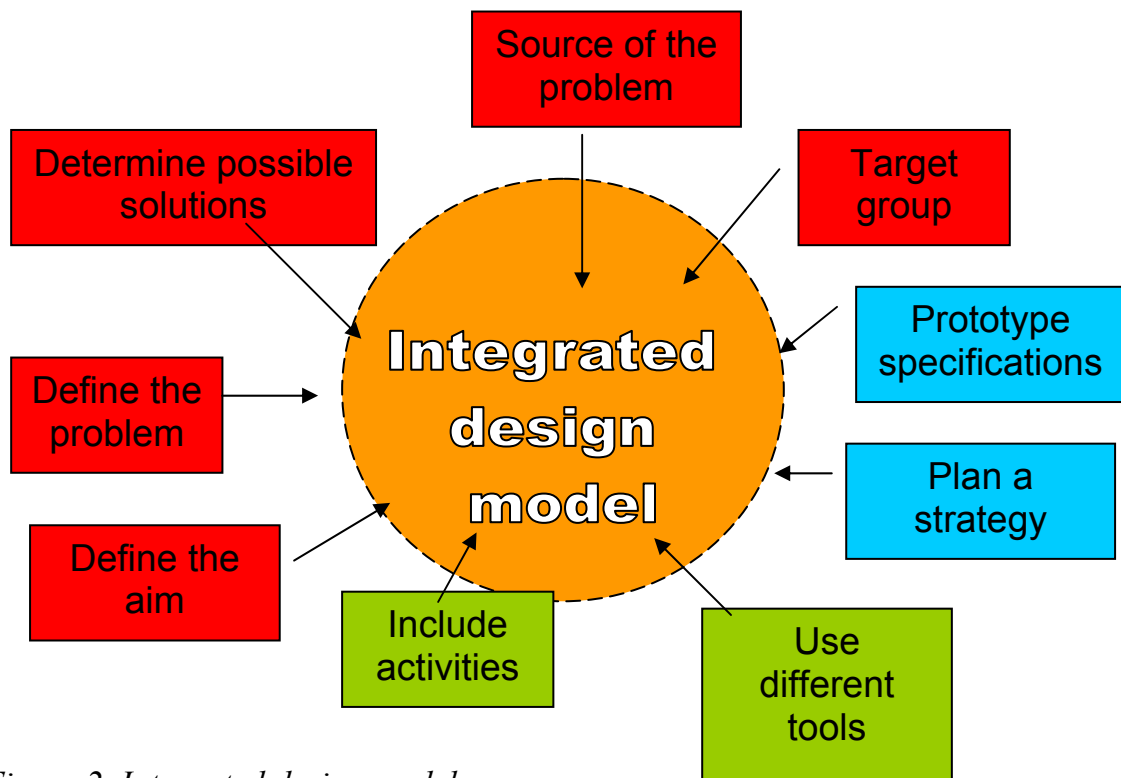 Source of the
problem
Determine possible
solutions
Target
group
Integrated
design
model
Prototype
specifications
Define the
problem
Plan a
strategy
Define the
aim
Include
activities
Use
different
tools